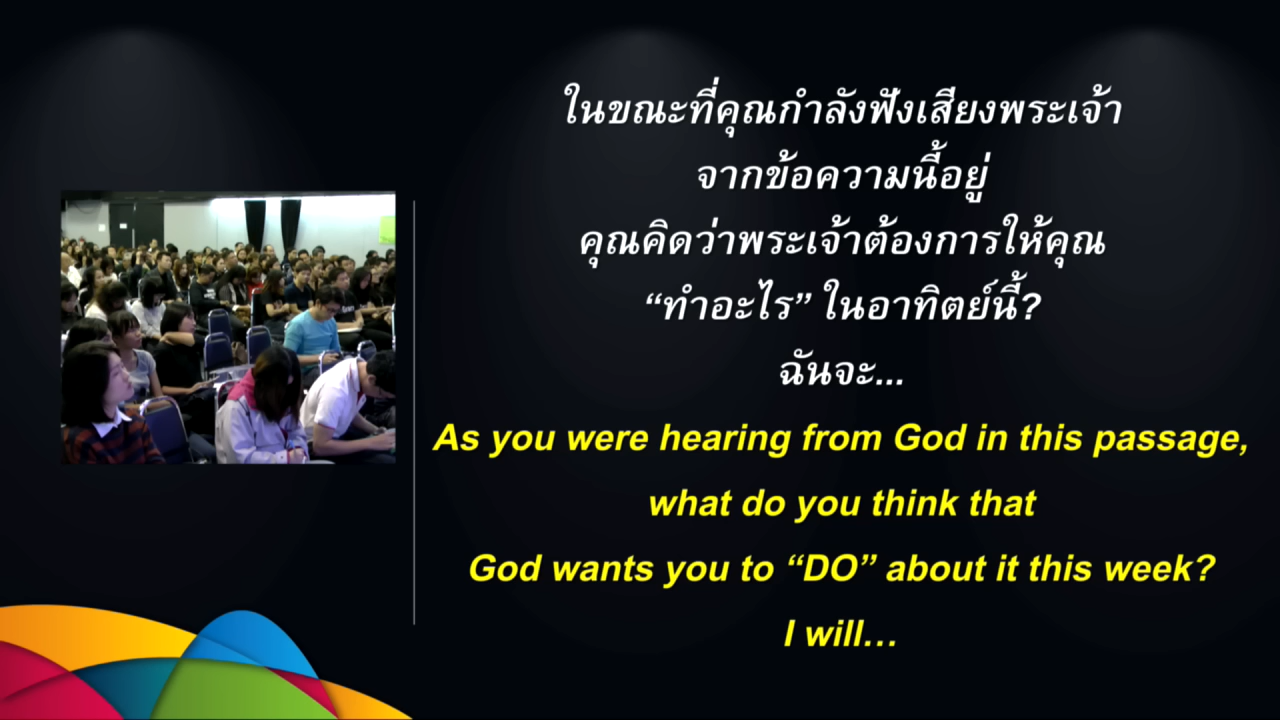 ในขณะที่คุณกำลังฟังเสียงพระเจ้า
จากข้อความนี้อยู่
คุณคิดว่าพระเจ้าต้องการให้คุณ
“ทำอะไร” ในอาทิตย์นี้?
ฉันจะ...
As you were hearing from God in this passage,
what do you think that
God wants you to “DO” about it this week?
I will…